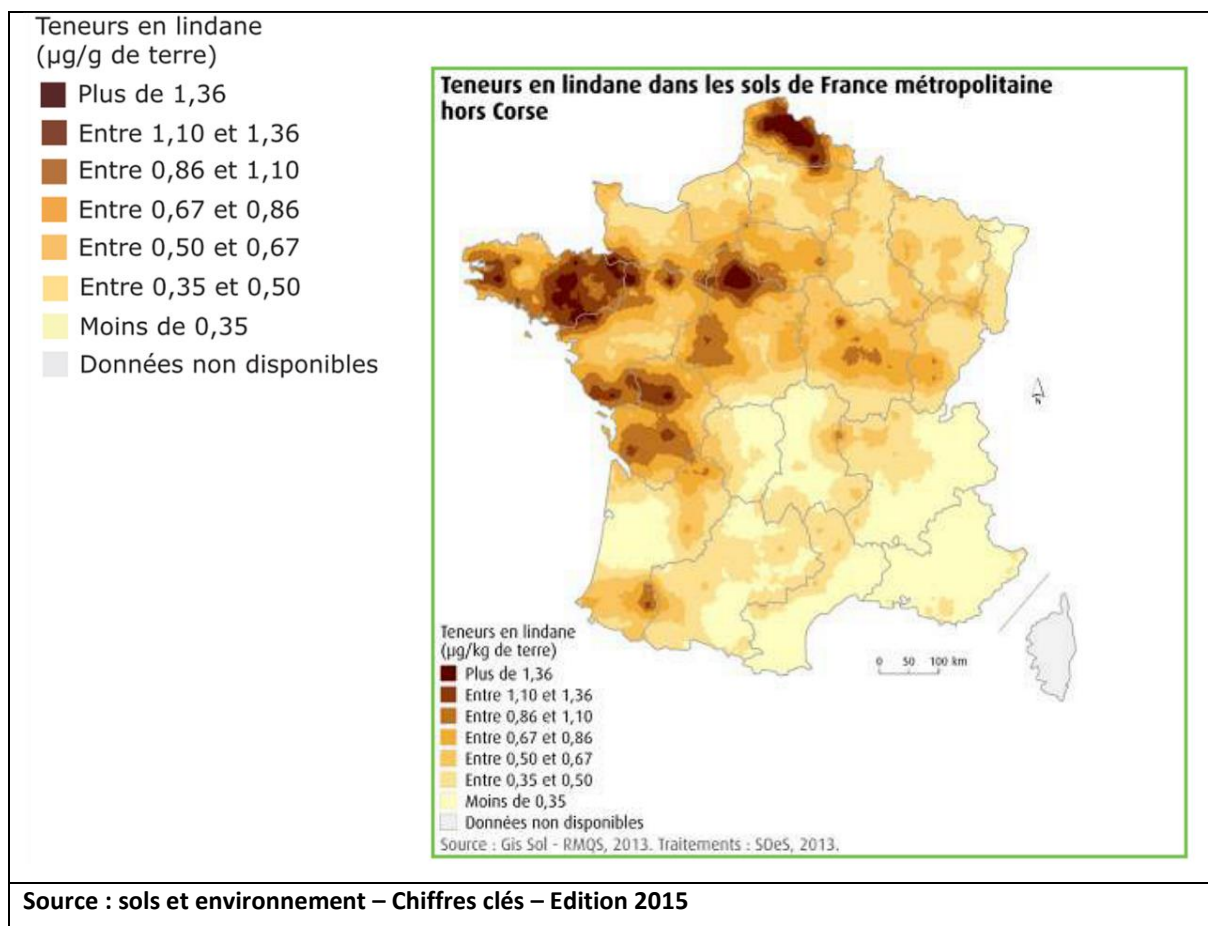 Teneurs en lindane
(µg/g de terre)
Plus de 1,36
Entre 1,10 et 1,36
Entre 0,86 et 1,10
Entre 0,67 et 0,86
Entre 0,50 et 0,67
Entre 0,35 et 0,50
Moins de 0,35
Données non disponibles
Teneurs en lindane dans les sols de France métropolitaine
hors Corse
N
0 50 100 km
Teneurs en lindane
(µg/kg de terre)
Plus de 1,36
Entre 1,10 et 1,36
Entre 0,86 et 1,10
Entre 0,67 et 0,86
Entre 0,50 et 0,67
Entre 0,35 et 0,50
Moins de 0,35
Données non disponibles
Source : Gis Sol - RMQS, 2013. Traitements : SOeS, 2013.
Source : sols et environnement – Chiffres clés – Edition 2015